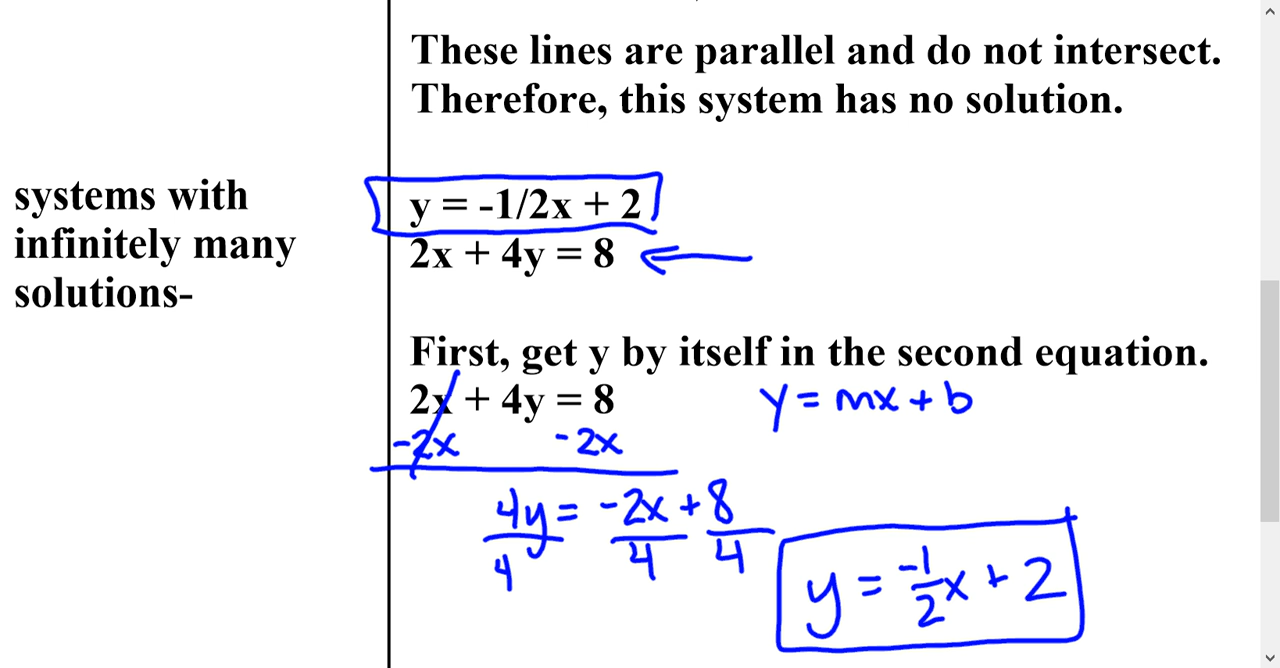 These lines are parallel and do not intersect.
Therefore, this system has no solution.
systems with
infinitely many
solutions-
y = -1/2x + 2
2x + 4y = 8
First, get y by itself in the second equation.
2x + 4y = 8
y = mx + b
-2x -2x
4y = -2x + 8
4 4 4
y = -1/2 x + 2